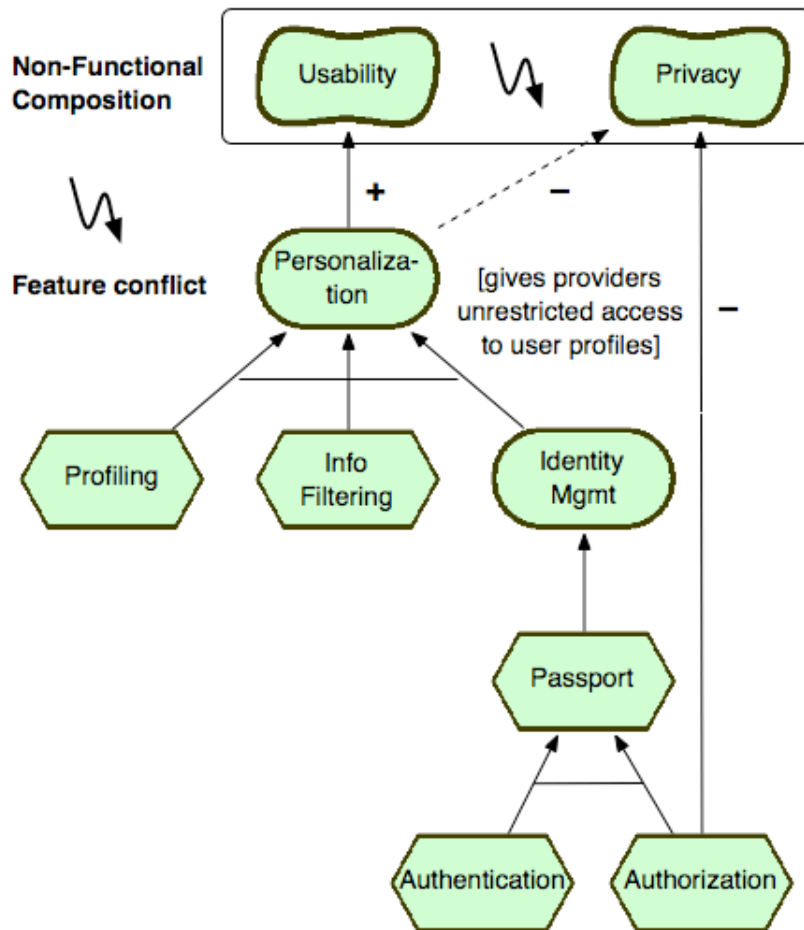 Non-Functional
Composition
Usability
Privacy
+
–
Feature conflict
Personaliza-
tion
[gives providers
unrestricted access
to user profiles]
–
Profiling
Info
Filtering
Identity
Mgmt
Passport
Authentication
Authorization